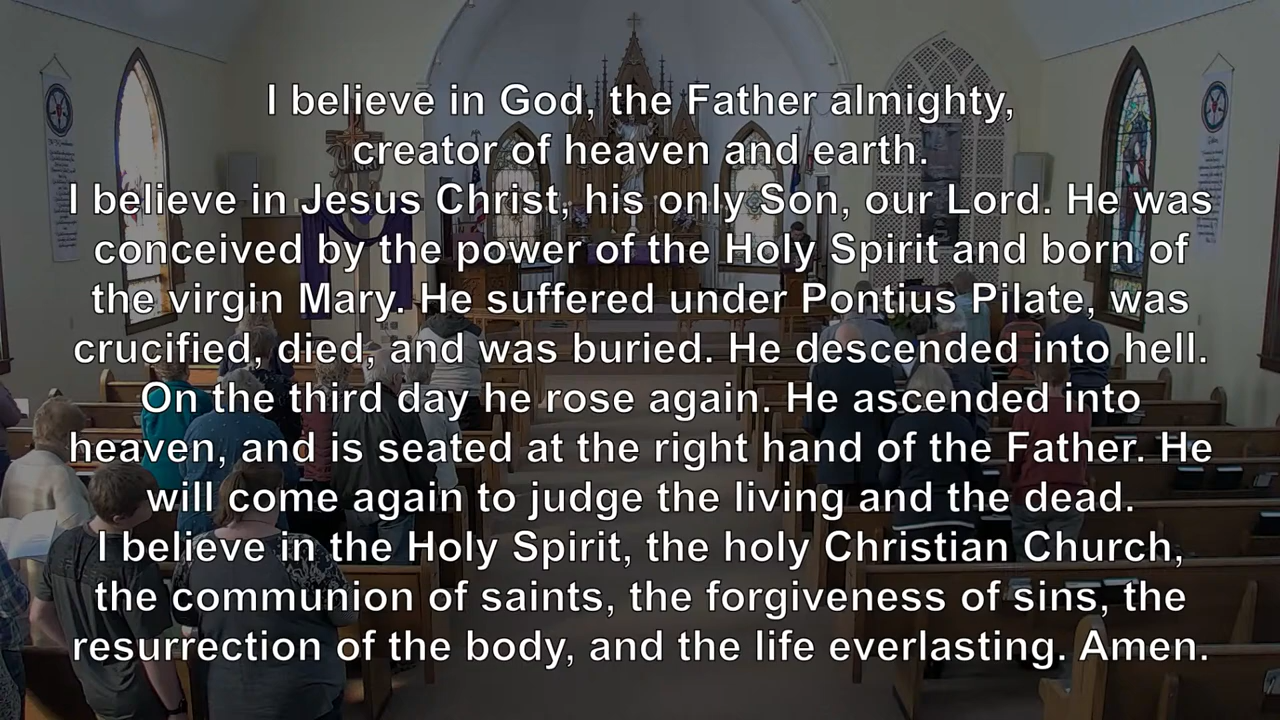 I believe in God, the Father almighty,
creator of heaven and earth.
I believe in Jesus Christ, his only Son, our Lord. He was
conceived by the power of the Holy Spirit and born of
the virgin Mary. He suffered under Pontius Pilate, was
crucified, died, and was buried. He descended into hell.
On the third day he rose again. He ascended into
heaven, and is seated at the right hand of the Father. He
will come again to judge the living and the dead.
I believe in the Holy Spirit, the holy Christian Church,
the communion of saints, the forgiveness of sins, the
resurrection of the body, and the life everlasting. Amen.